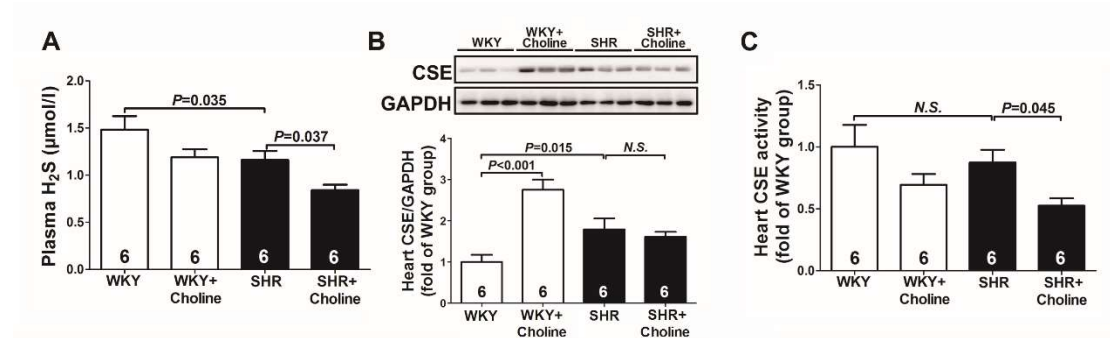 A
Plasma H2S (μmol/l)
2.0
1.5
1.0
0.5
0.0
P=0.035
P=0.037
6
6
6
6
WKY
WKY+
Choline
SHR
SHR+
Choline
B
WKY
WKY+
Choline
SHR
SHR+
Choline
CSE
GAPDH
Heart CSE/GAPDH
(fold of WKY group)
4
3
2
1
0
P=0.015
N.S.
P<0.001
6
6
6
6
WKY
WKY+
Choline
SHR
SHR+
Choline
C
Heart CSE activity
(fold of WKY group)
1.5
1.0
0.5
0.0
N.S.
P=0.045
6
6
6
6
WKY
WKY+
Choline
SHR
SHR+
Choline